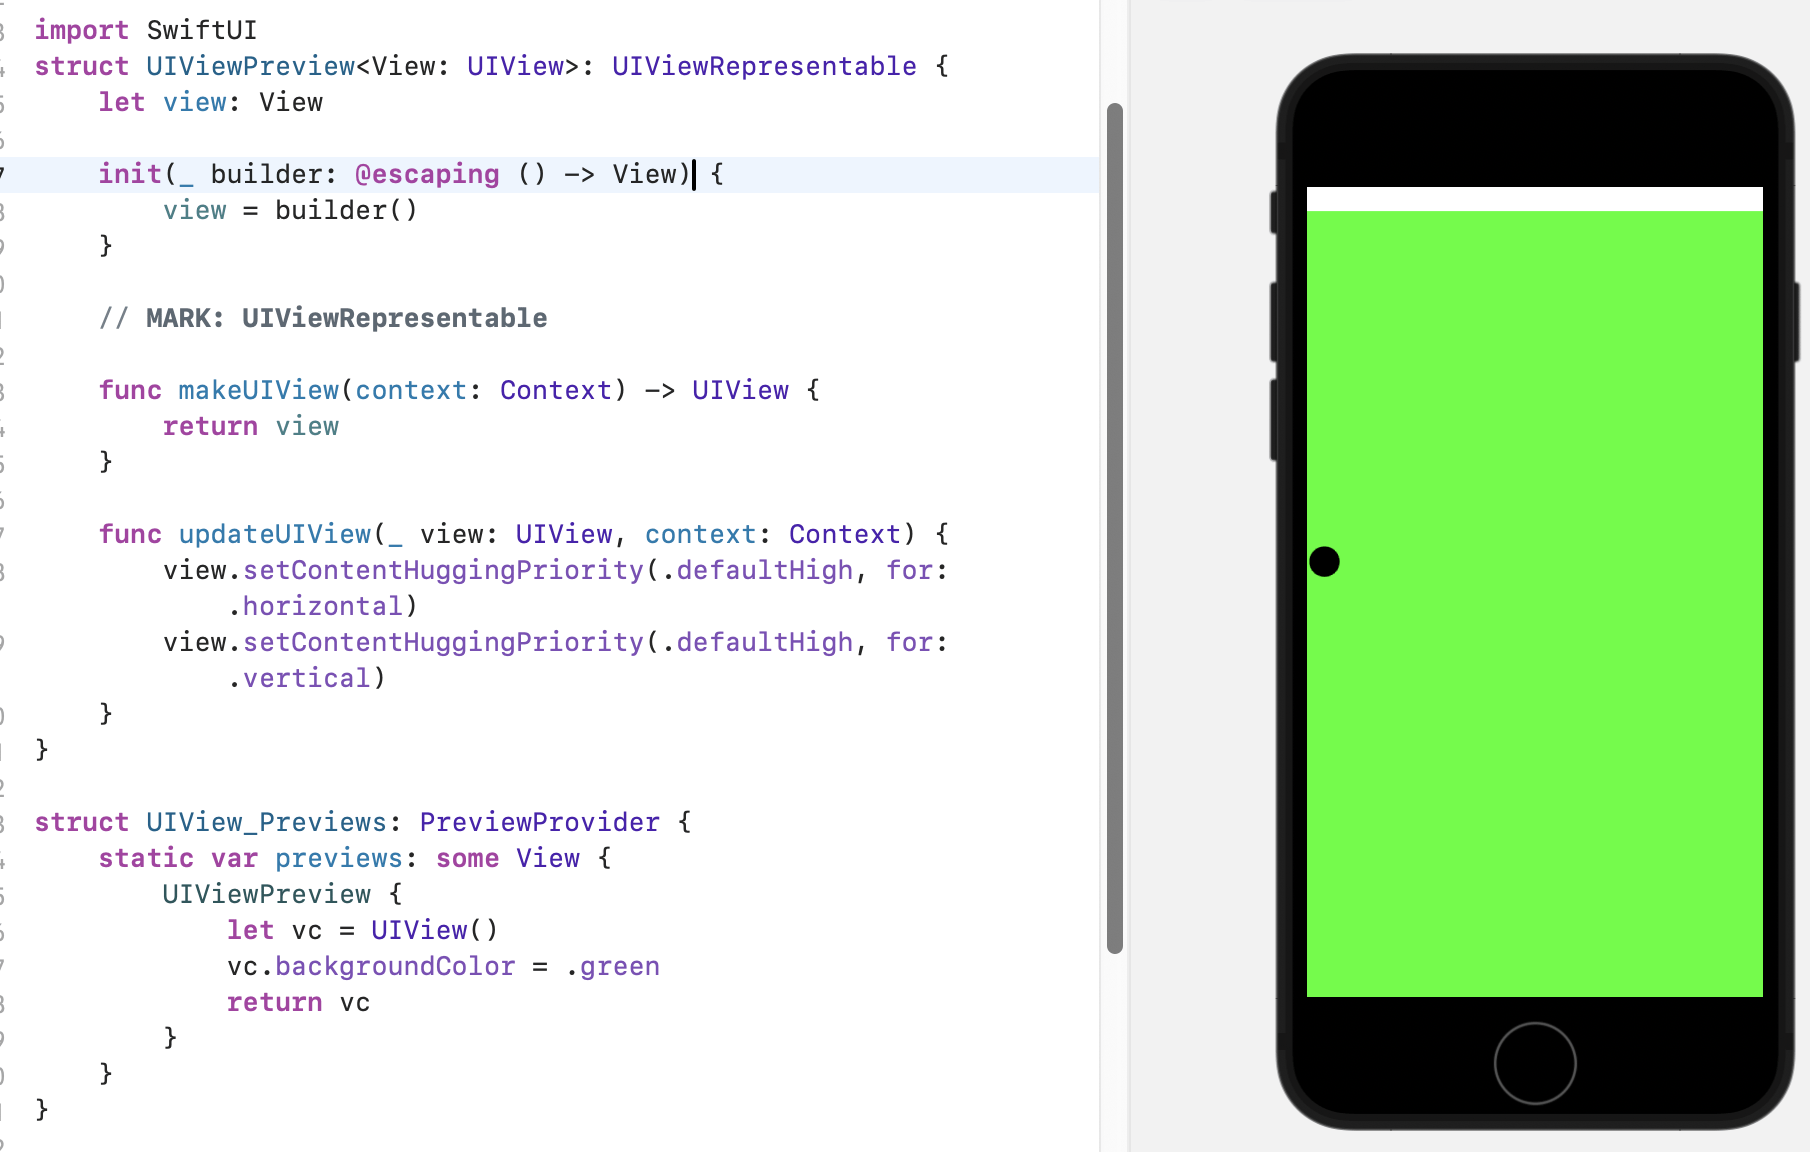 import SwiftUI
struct UIViewPreview<View: UIView>: UIViewRepresentable {
let view: View
init(_ builder: @escaping () -> View) {
view = builder()
}
// MARK: UIViewRepresentable
func makeUIView(context: Context) -> UIView {
return view
}
func updateUIView(_ view: UIView, context: Context) {
view.setContentHuggingPriority(.defaultHigh, for:
.horizontal)
view.setContentHuggingPriority(.defaultHigh, for:
.vertical)
}
}
struct UIView_Previews: PreviewProvider {
static var previews: some View {
UIViewPreview {
let vc = UIView()
vc.backgroundColor = .green
return vc
}
}
}